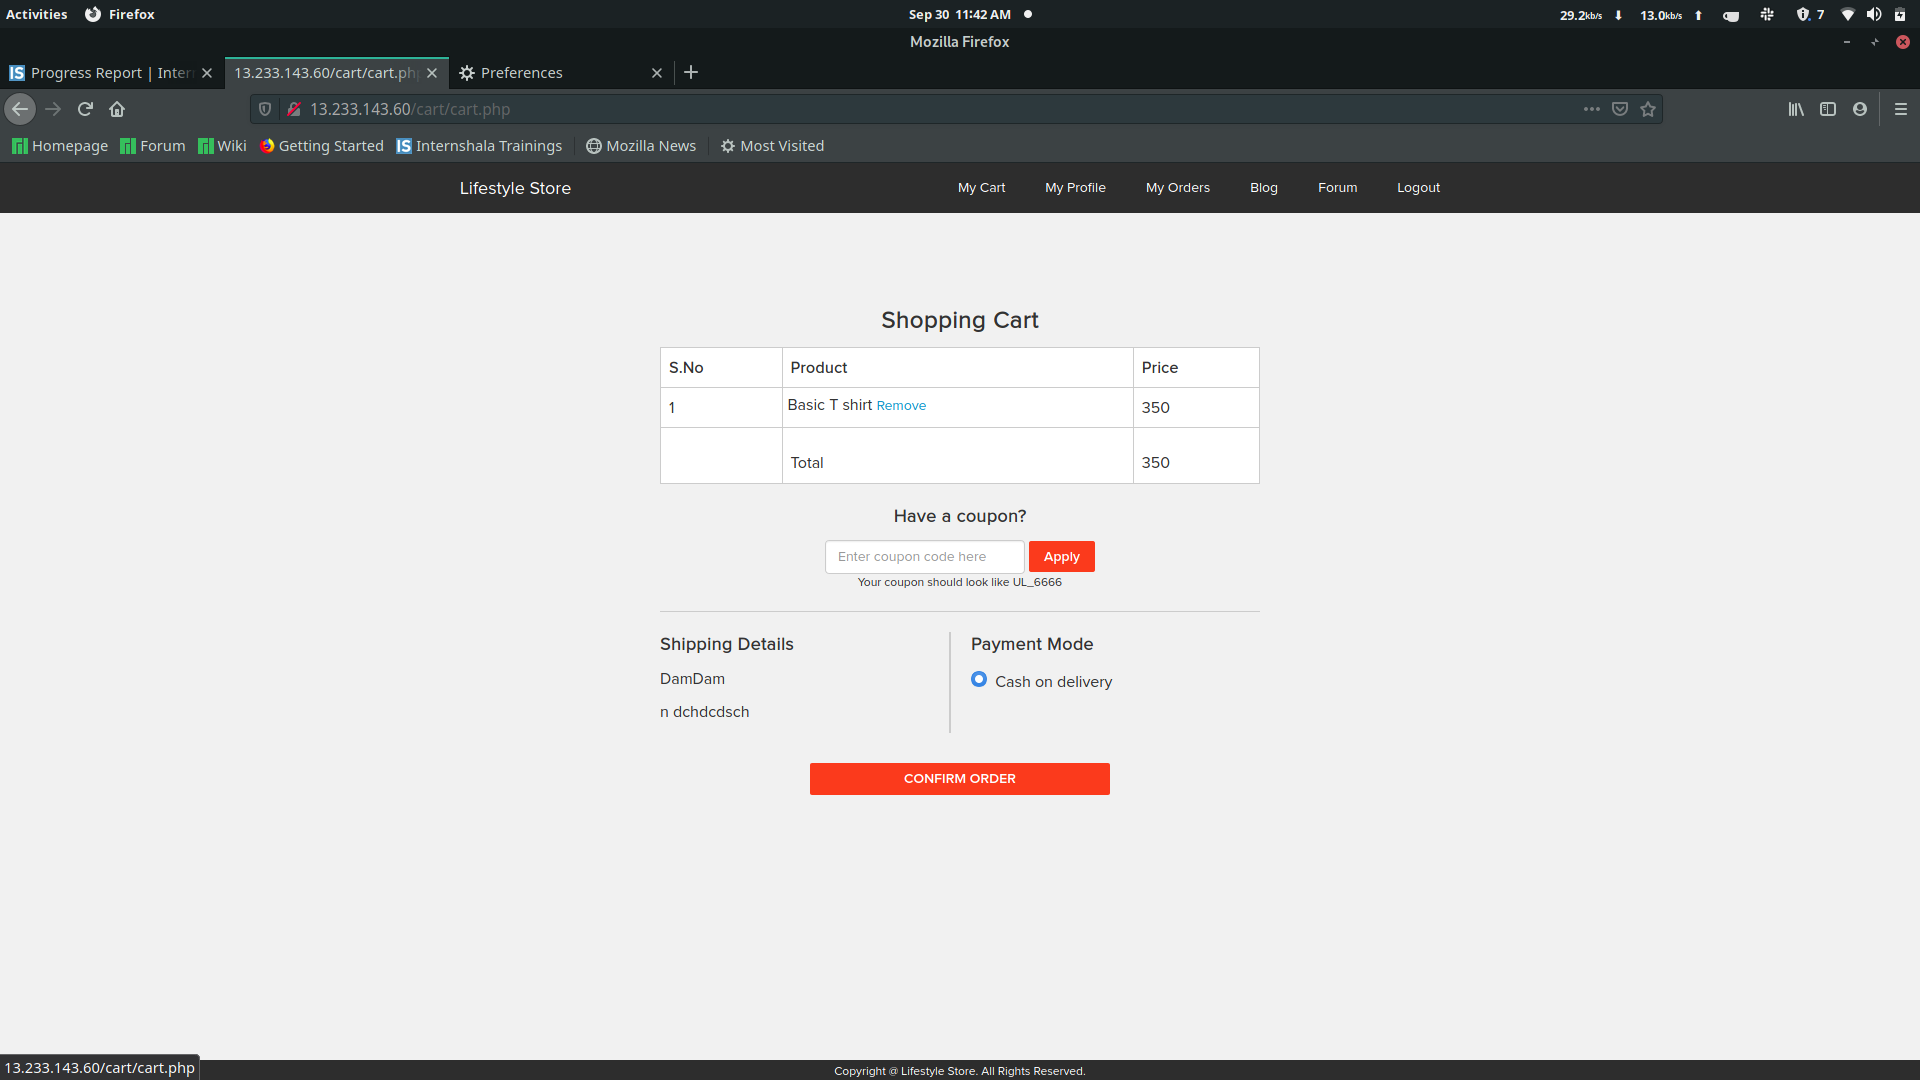 Activities Firefox Sep 30 11:42 AM 29.2kb/s 13.0kb/s 7
Mozilla Firefox
Progress Report | Inter 13.233.143.60/cart/cart.ph Preferences
13.233.143.60/cart/cart.php
Homepage Forum Wiki Getting Started Internshala Trainings Mozilla News Most Visited
Lifestyle Store My Cart My Profile My Orders Blog Forum Logout
Shopping Cart
S.No Product Price
1 Basic T shirt Remove 350
Total 350
Have a coupon?
Enter coupon code here Apply
Your coupon should look like UL_6666
Shipping Details Payment Mode
DamDam Cash on delivery
n dchdcdsch
CONFIRM ORDER
13.233.143.60/cart/cart.php
Copyright @ Lifestyle Store. All Rights Reserved.